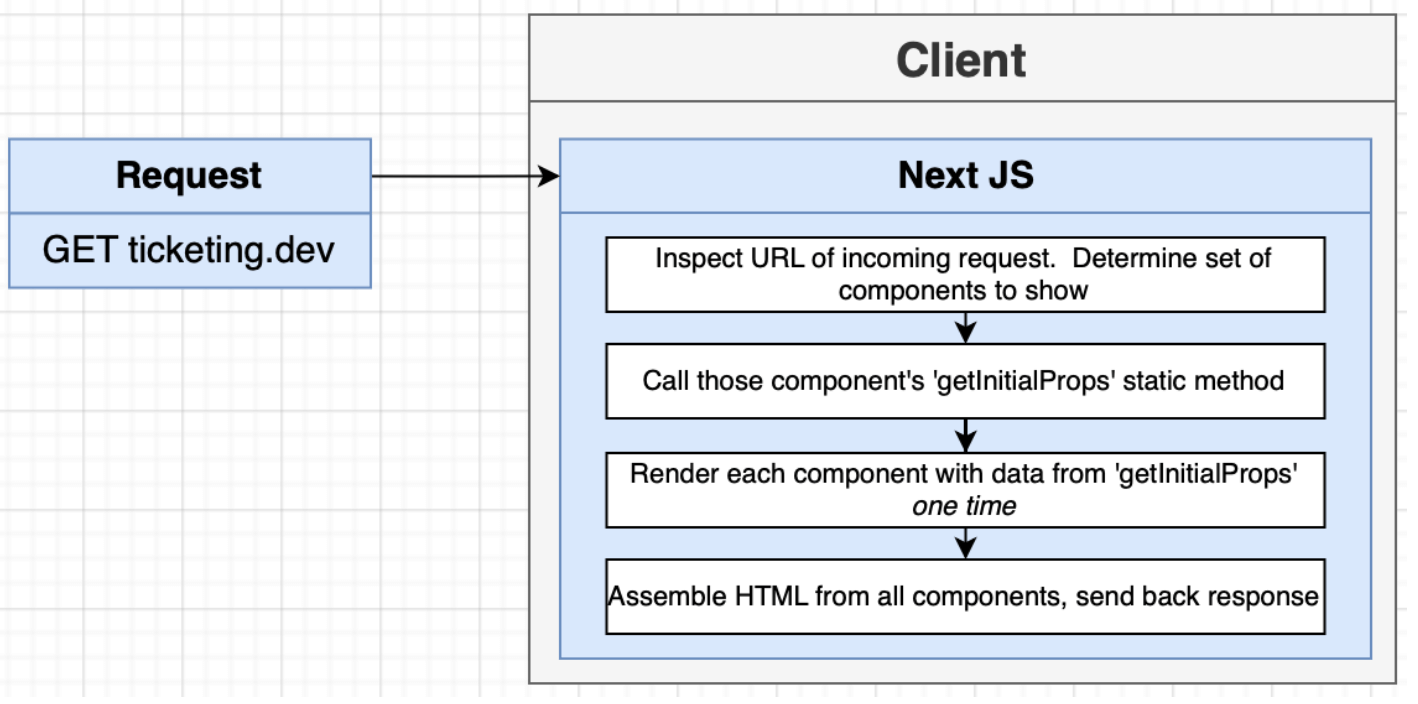 Client
Request
GET ticketing.dev
Next JS
Inspect URL of incoming request.  Determine set of
components to show
Call those component's 'getInitialProps' static method
Render each component with data from 'getInitialProps'
one time
Assemble HTML from all components, send back response